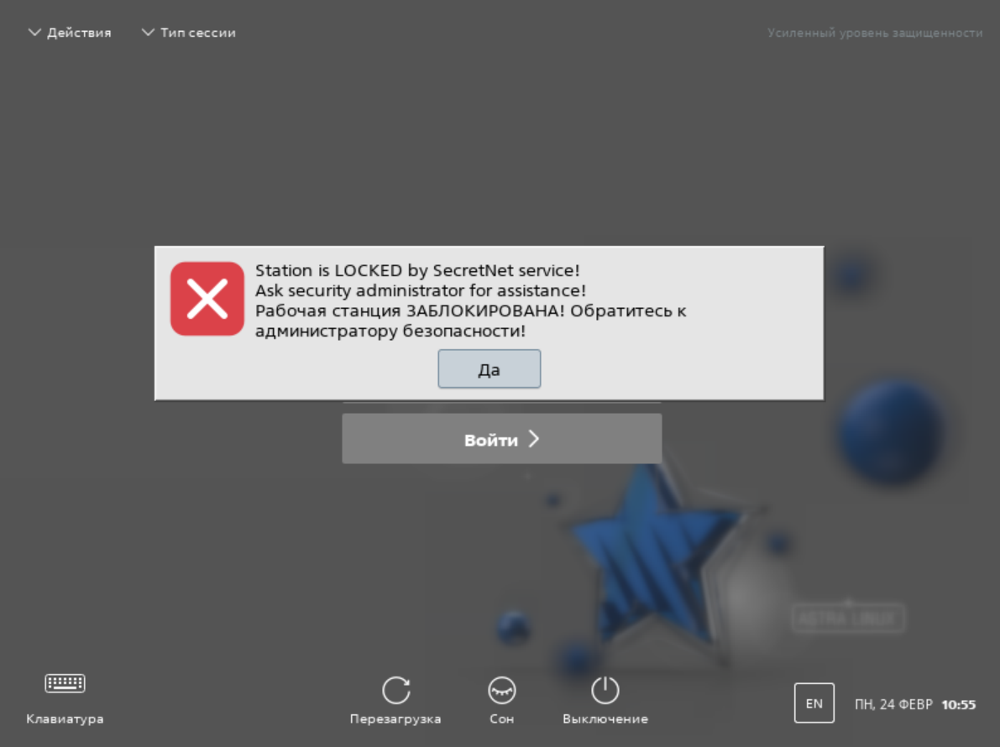 Действия
Тип сессии
Усиленный уровень защищенности
Station is LOCKED by SecretNet service!
Ask security administrator for assistance!
Рабочая станция ЗАБЛОКИРОВАНА! Обратитесь к
администратору безопасности!
Да
Войти
ASTRA LINUX
Клавиатура
Перезагрузка
Сон
Выключение
EN
ПН, 24 ФЕВР 10:55